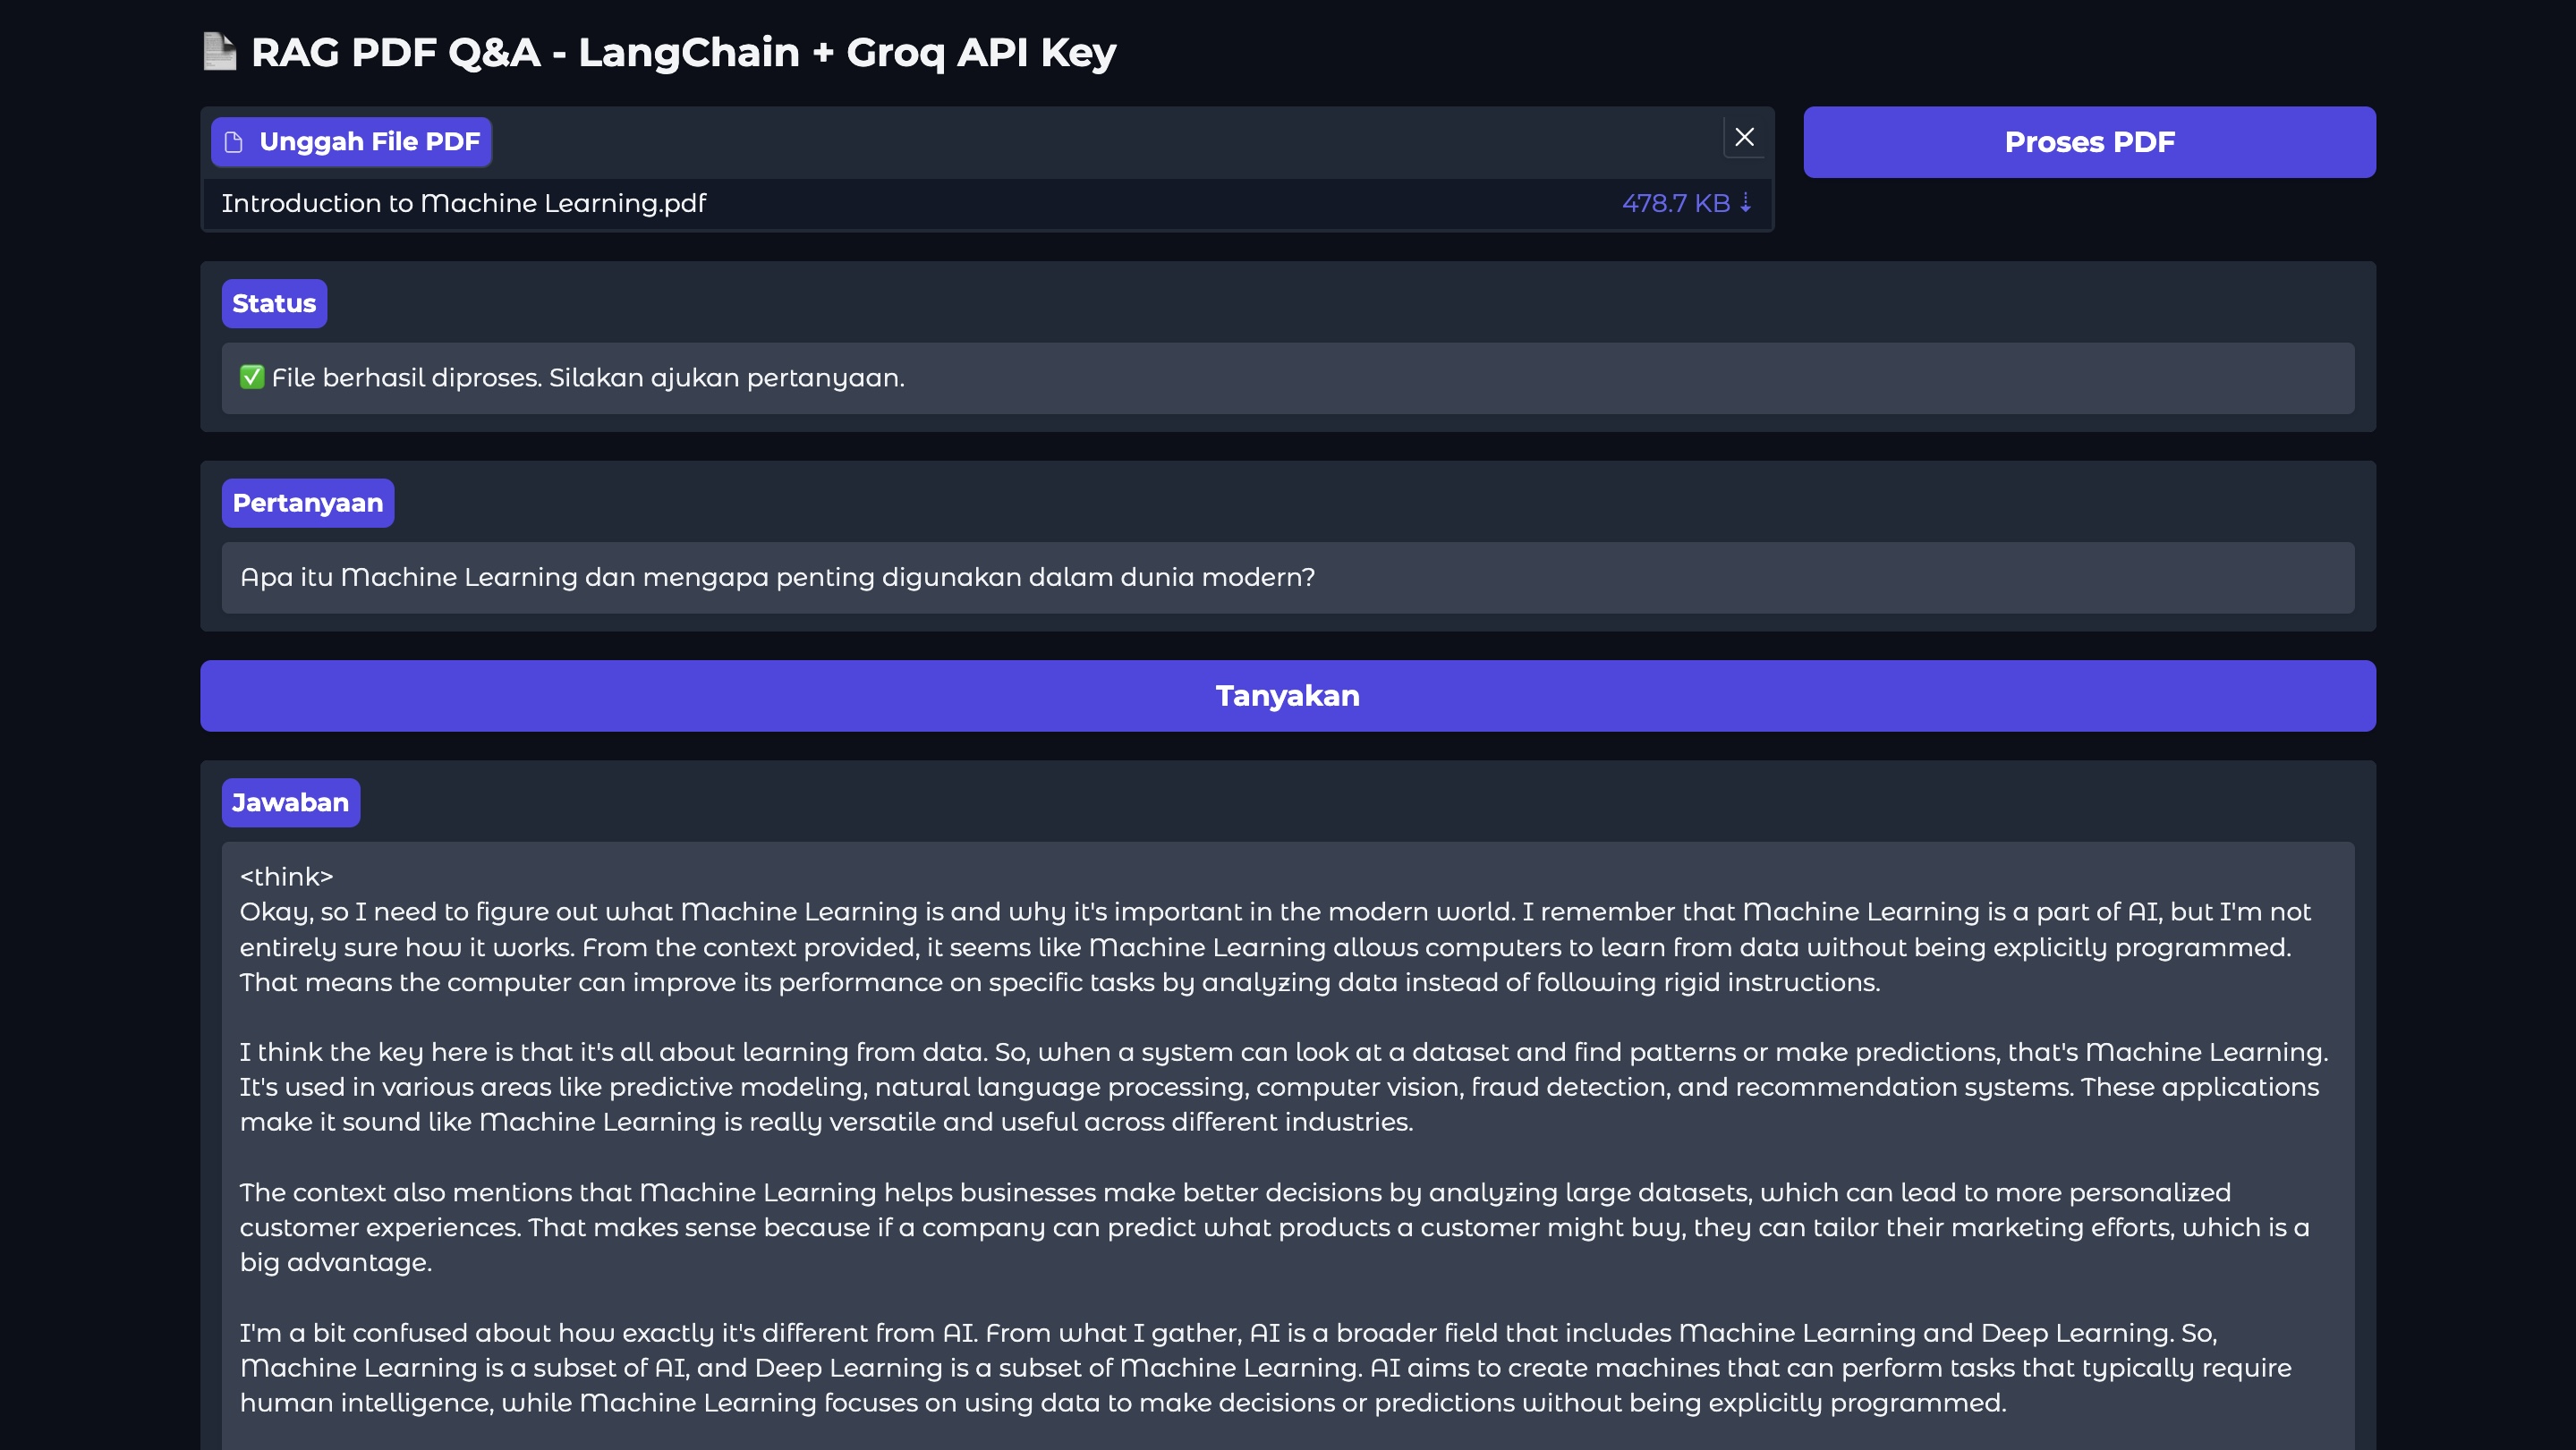 RAG PDF Q&A - LangChain + Groq API Key
Unggah File PDF
Proses PDF
Introduction to Machine Learning.pdf
478.7 KB ⇣
Status
✅ File berhasil diproses. Silakan ajukan pertanyaan.
Pertanyaan
Apa itu Machine Learning dan mengapa penting digunakan dalam dunia modern?
Tanyakan
Jawaban
<think>
Okay, so I need to figure out what Machine Learning is and why it's important in the modern world. I remember that Machine Learning is a part of AI, but I'm not
entirely sure how it works. From the context provided, it seems like Machine Learning allows computers to learn from data without being explicitly programmed.
That means the computer can improve its performance on specific tasks by analyzing data instead of following rigid instructions.
I think the key here is that it's all about learning from data. So, when a system can look at a dataset and find patterns or make predictions, that's Machine Learning.
It's used in various areas like predictive modeling, natural language processing, computer vision, fraud detection, and recommendation systems. These applications
make it sound like Machine Learning is really versatile and useful across different industries.
The context also mentions that Machine Learning helps businesses make better decisions by analyzing large datasets, which can lead to more personalized
customer experiences. That makes sense because if a company can predict what products a customer might buy, they can tailor their marketing efforts, which is a
big advantage.
I'm a bit confused about how exactly it's different from AI. From what I gather, AI is a broader field that includes Machine Learning and Deep Learning. So,
Machine Learning is a subset of AI, and Deep Learning is a subset of Machine Learning. AI aims to create machines that can perform tasks that typically require
human intelligence, while Machine Learning focuses on using data to make decisions or predictions without being explicitly programmed.